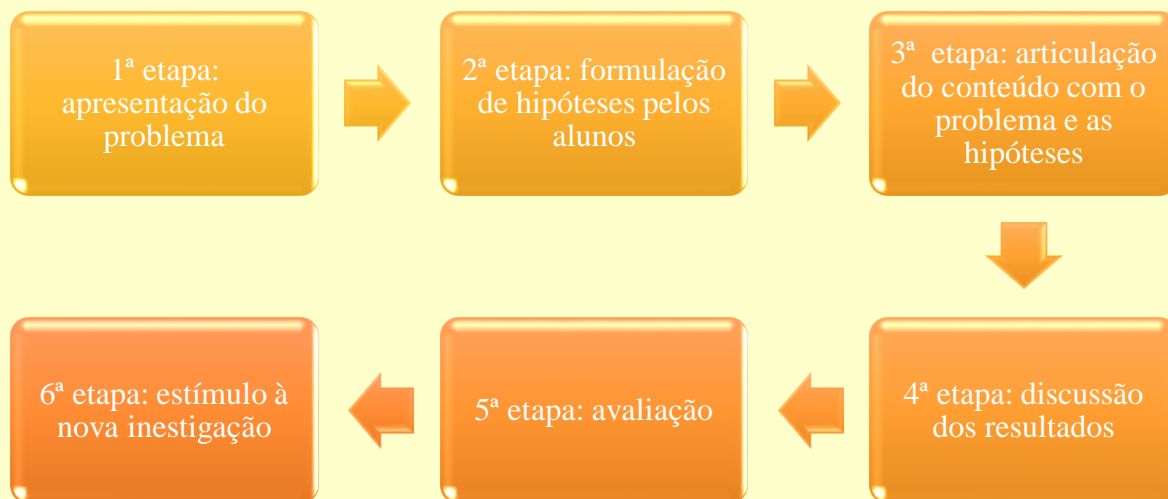 1ª etapa:
apresentação do
problema
2ª etapa: formulação
de hipóteses pelos
alunos
3ª etapa: articulação
do conteúdo com o
problema e as
hipóteses
4ª etapa: discussão
dos resultados
5ª etapa: avaliação
6ª etapa: estímulo à
nova inestigação